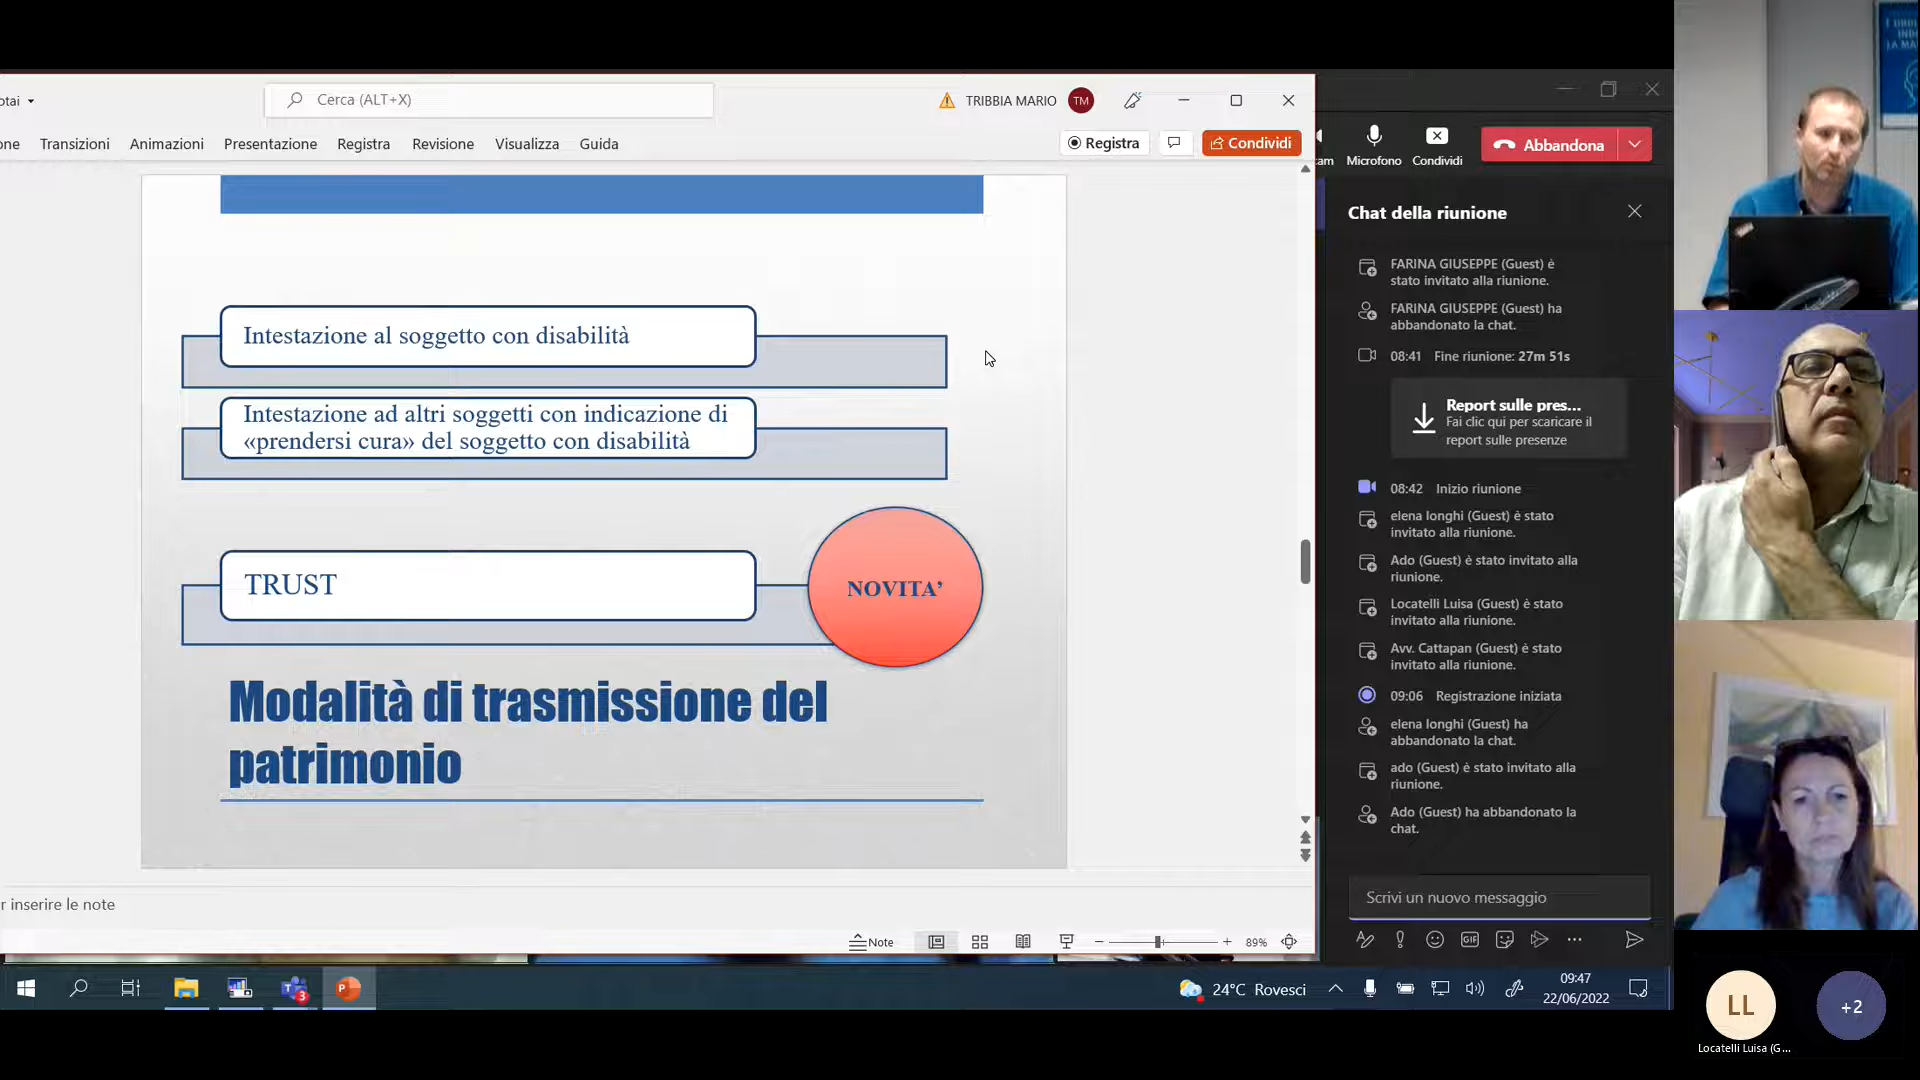 otai
Cerca (ALT+X)
TRIBBIA MARIO
TM
one
Transizioni
Animazioni
Presentazione
Registra
Revisione
Visualizza
Guida
Registra
Condividi
Intestazione al soggetto con disabilità
Intestazione ad altri soggetti con indicazione di
«prendersi cura» del soggetto con disabilità
TRUST
NOVITA’
Modalità di trasmissione del
patrimonio
r inserire le note
Note
89%
am
Microfono
Condividi
Abbandona
Chat della riunione
FARINA GIUSEPPE (Guest) è
stato invitato alla riunione.
FARINA GIUSEPPE (Guest) ha
abbandonato la chat.
08:41 Fine riunione: 27m 51s
Report sulle pres...
Fai clic qui per scaricare il
report sulle presenze
08:42 Inizio riunione
elena longhi (Guest) è stato
invitato alla riunione.
Ado (Guest) è stato invitato alla
riunione.
Locatelli Luisa (Guest) è stato
invitato alla riunione.
Avv. Cattapan (Guest) è stato
invitato alla riunione.
09:06 Registrazione iniziata
elena longhi (Guest) ha
abbandonato la chat.
ado (Guest) è stato invitato alla
riunione.
Ado (Guest) ha abbandonato la
chat.
Scrivi un nuovo messaggio
GIF
3
P
24°C Rovesci
09:47
22/06/2022
LL
+2
Locatelli Luisa (G...